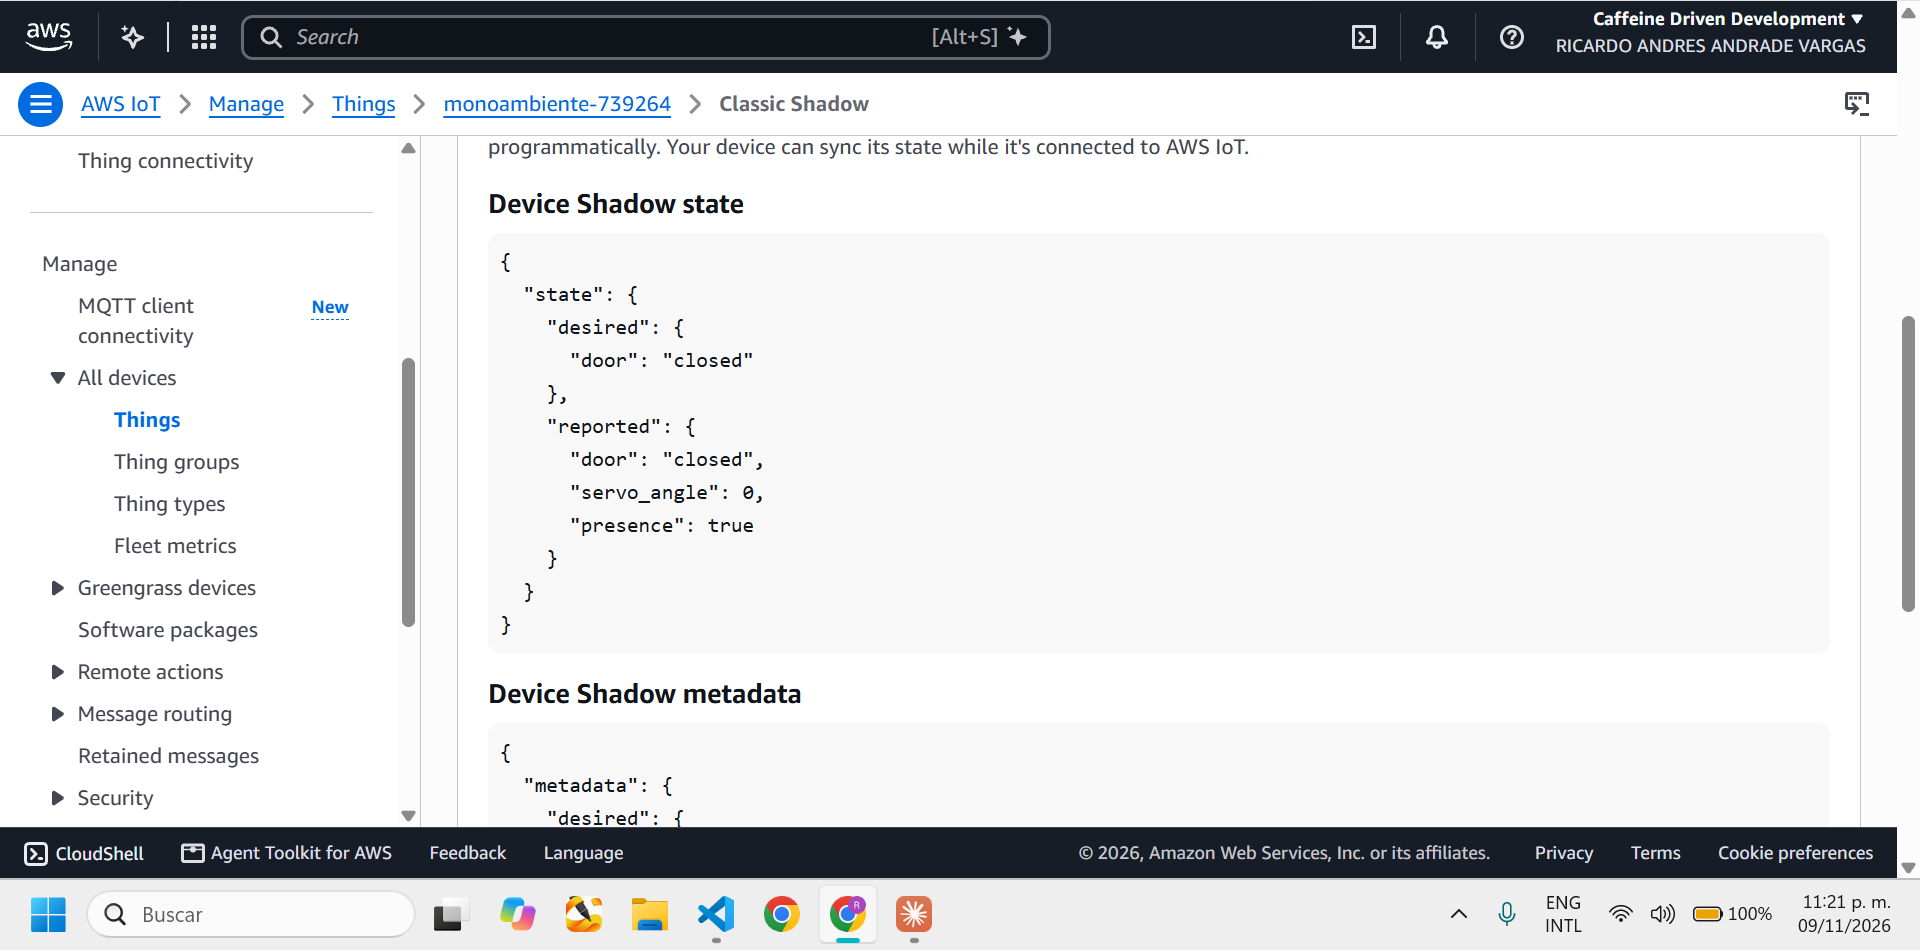 aws
Search
[Alt+S]
Caffeine Driven Development
RICARDO ANDRES ANDRADE VARGAS
AWS IoT
Manage
Things
monoambiente-739264
Classic Shadow
Thing connectivity
Manage
MQTT client
connectivity
New
All devices
Things
Thing groups
Thing types
Fleet metrics
Greengrass devices
Software packages
Remote actions
Message routing
Retained messages
Security
programmatically. Your device can sync its state while it's connected to AWS IoT.
Device Shadow state
{
"state": {
"desired": {
"door": "closed"
},
"reported": {
"door": "closed",
"servo_angle": 0,
"presence": true
}
}
}
Device Shadow metadata
{
"metadata": {
"desired": {
CloudShell
Agent Toolkit for AWS
Feedback
Language
© 2026, Amazon Web Services, Inc. or its affiliates.
Privacy
Terms
Cookie preferences
Buscar
R
ENG
INTL
100%
11:21 p. m.
09/11/2026